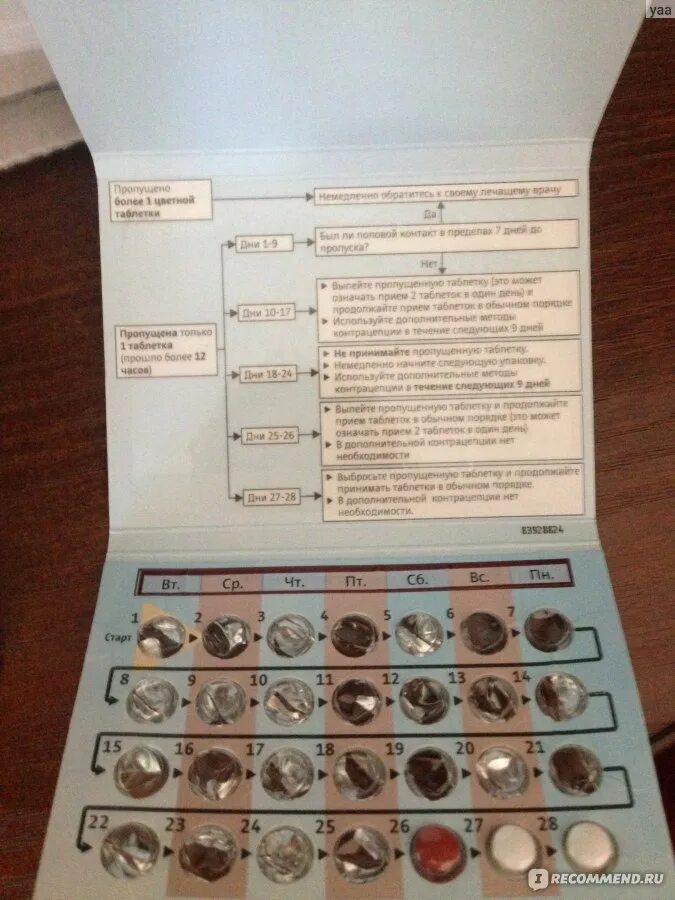 yaa
Пропущено
более 1 цветной
таблетки
Немедленно обратитесь к своему лечащему врачу
Да
Дни 1-9
Был ли половой контакт в пределах 7 дней до
пропуска?
Нет
Дни 10-17
Выпейте пропущенную таблетку (это может
означать прием 2 таблеток в один день) и
продолжайте прием таблеток в обычном порядке
Используйте дополнительные методы
контрацепции в течение следующих 9 дней
Пропущена только
1 таблетка
(прошло более 12
часов)
Дни 18-24
Не принимайте пропущенную таблетку.
Немедленно начните следующую упаковку.
Используйте дополнительные методы
контрацепции в течение следующих 9 дней
Дни 25-26
Выпейте пропущенную таблетку и продолжайте
прием таблеток в обычном порядке (это может
означать прием 2 таблеток в один день)
В дополнительной контрацепции нет
необходимости
Дни 27-28
Выбросьте пропущенную таблетку и продолжайте
принимать таблетки в обычном порядке.
В дополнительной контрацепции нет
необходимости.
83928824
Вт. Ср. Чт. Пт. Сб. Вс. Пн.
1 2 3 4 5 6 7
Старт
8 9 10 11 12 13 14
15 16 17 18 19 20 21
22 23 24 25 26 27 28
IRECOMMEND.RU